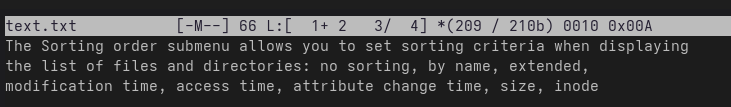 text.txt [-M--] 66 L:[ 1+ 2 3/ 4] *(209 / 210b) 0010 0x00A
The Sorting order submenu allows you to set sorting criteria when displaying
the list of files and directories: no sorting, by name, extended,
modification time, access time, attribute change time, size, inode